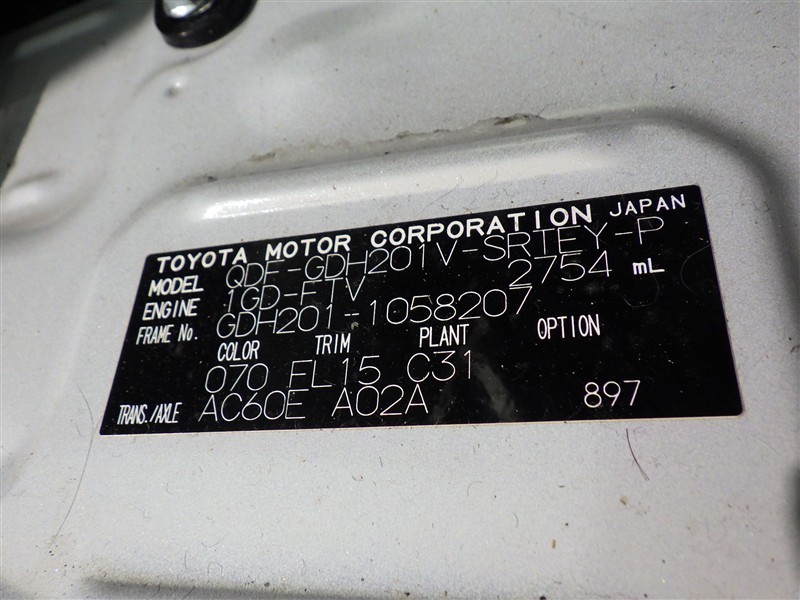 TOYOTA MOTOR CORPORATION JAPAN
MODEL QDF-GDH201V-SRTEY-P
ENGINE 1GD-FTV 2754 mL
FRAME No. GDH201-1058207
COLOR TRIM PLANT OPTION
070 FL15 C31
TRANS./AXLE AC60E A02A 897